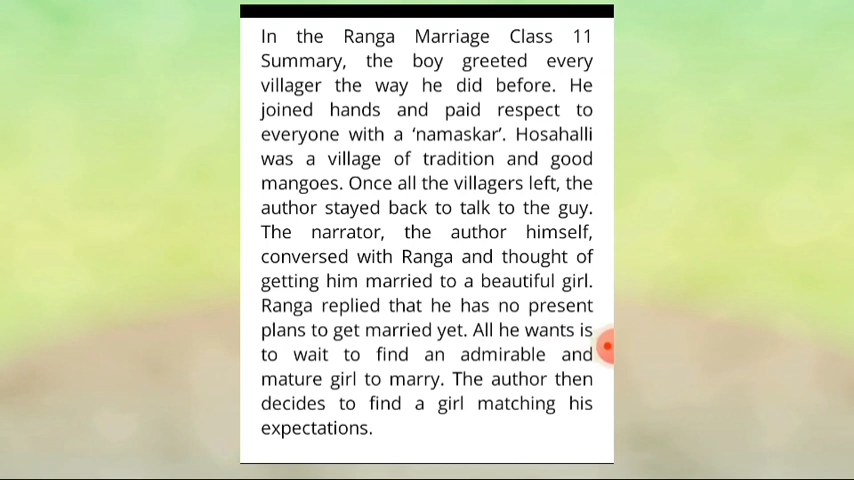 In the Ranga Marriage Class 11
Summary, the boy greeted every
villager the way he did before. He
joined hands and paid respect to
everyone with a ‘namaskar’. Hosahalli
was a village of tradition and good
mangoes. Once all the villagers left, the
author stayed back to talk to the guy.
The narrator, the author himself,
conversed with Ranga and thought of
getting him married to a beautiful girl.
Ranga replied that he has no present
plans to get married yet. All he wants is
to wait to find an admirable and
mature girl to marry. The author then
decides to find a girl matching his
expectations.